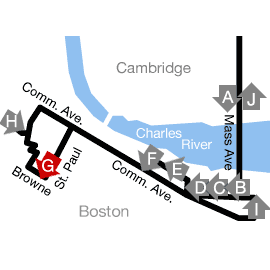 Cambridge
A J
Comm. Ave.
H
Charles
River
Mass Ave
F
E
G
St. Paul
Browne
Comm. Ave.
D C B
I
Boston